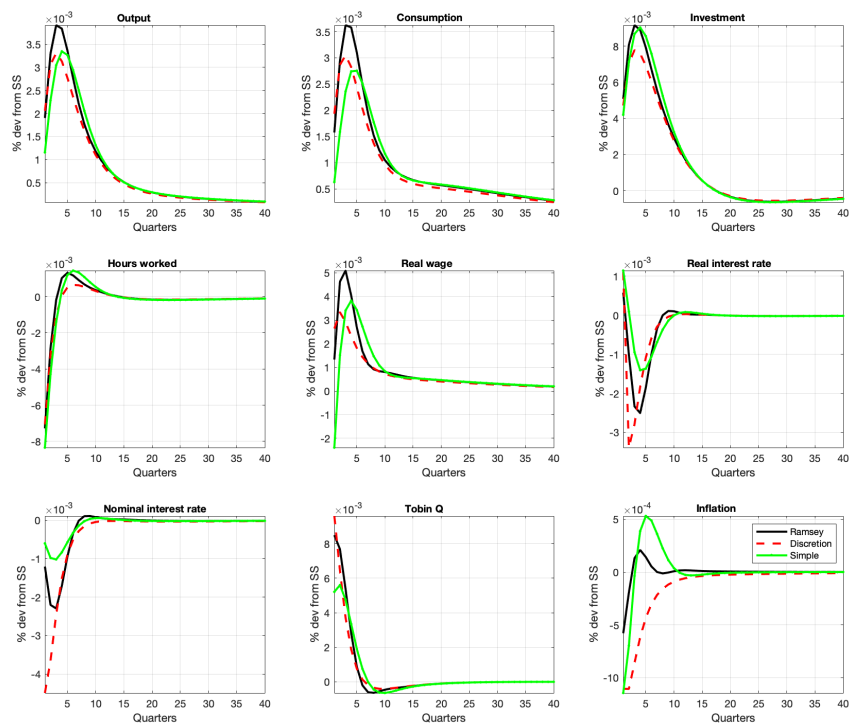 ×10⁻³
Output
% dev from SS
3.5
3
2.5
2
1.5
1
0.5
5 10 15 20 25 30 35 40
Quarters
×10⁻³
Consumption
% dev from SS
3.5
3
2.5
2
1.5
1
0.5
5 10 15 20 25 30 35 40
Quarters
×10⁻³
Investment
% dev from SS
8
6
4
2
0
5 10 15 20 25 30 35 40
Quarters
×10⁻³
Hours worked
% dev from SS
0
-2
-4
-6
-8
5 10 15 20 25 30 35 40
Quarters
×10⁻³
Real wage
% dev from SS
5
4
3
2
1
0
-1
-2
5 10 15 20 25 30 35 40
Quarters
×10⁻³
Real interest rate
% dev from SS
1
0
-1
-2
-3
5 10 15 20 25 30 35 40
Quarters
×10⁻³
Nominal interest rate
% dev from SS
0
-1
-2
-3
-4
5 10 15 20 25 30 35 40
Quarters
×10⁻³
Tobin Q
% dev from SS
8
6
4
2
0
5 10 15 20 25 30 35 40
Quarters
×10⁻⁴
Inflation
% dev from SS
5
0
-5
-10
Ramsey
Discretion
Simple
5 10 15 20 25 30 35 40
Quarters